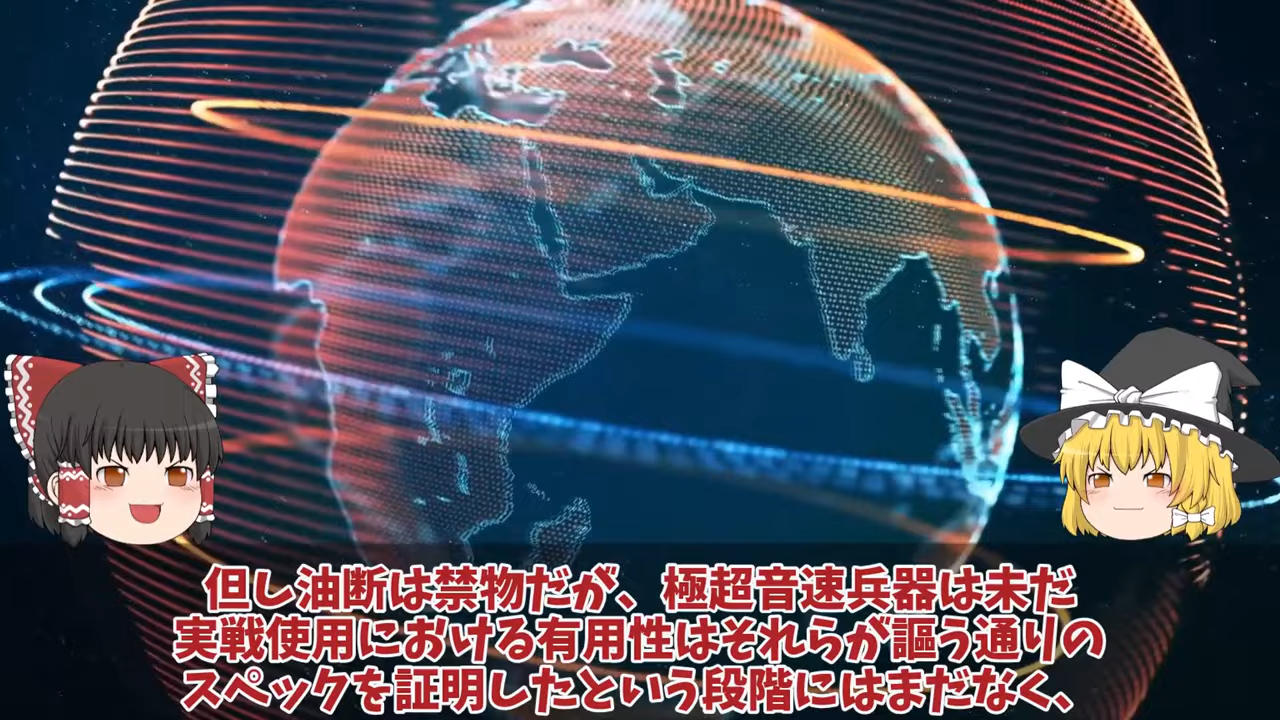 但し油断は禁物だが、極超音速兵器は未だ
実戦使用における有用性はそれらが謳う通りの
スペックを証明したという段階にはまだなく、